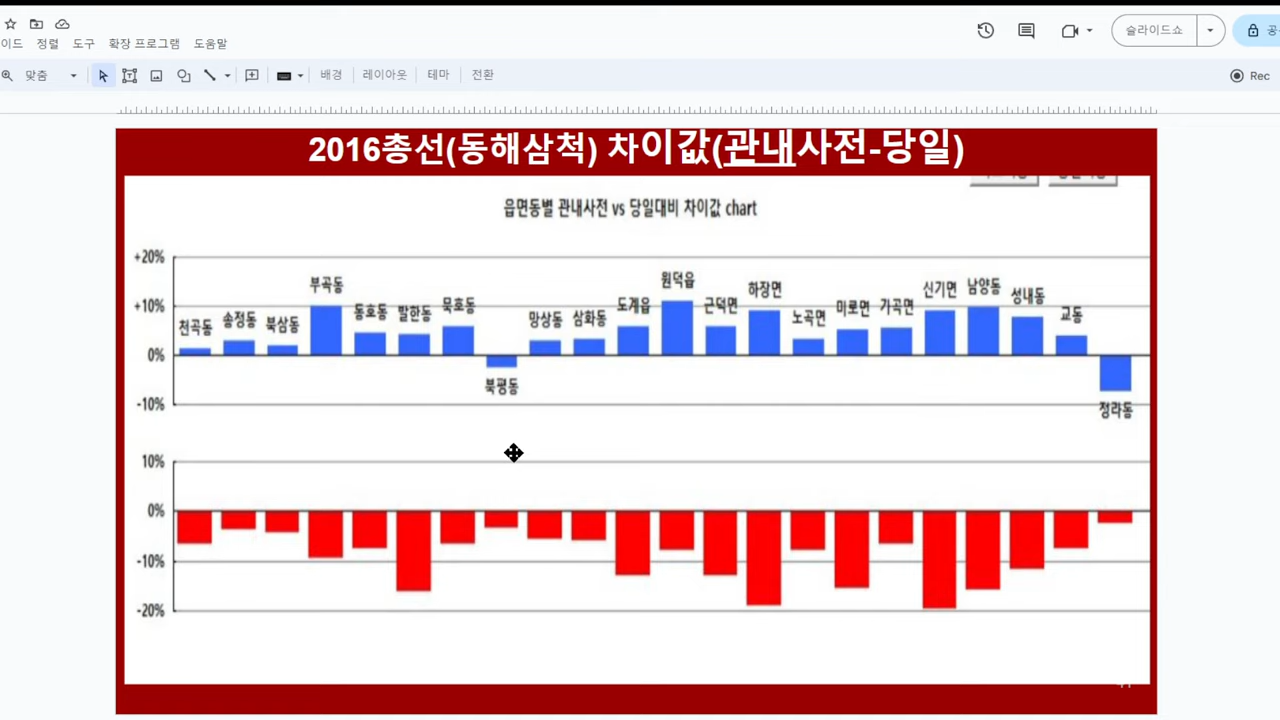 이드 정렬 도구 확장 프로그램 도움말
슬라이드쇼
맞춤 배경 레이아웃 테마 전환 Rec
2016총선(동해삼척) 차이값(관내사전-당일)
읍면동별 관내사전 vs 당일대비 차이값 chart
+20%
+10%
0%
-10%
천곡동 송정동 북삼동 부곡동 동호동 발한동 묵호동 북평동 망상동 삼화동 도계읍 원덕읍 근덕면 하장면 노곡면 미로면 가곡면 신기면 남양동 성내동 교동 정라동
10%
0%
-10%
-20%